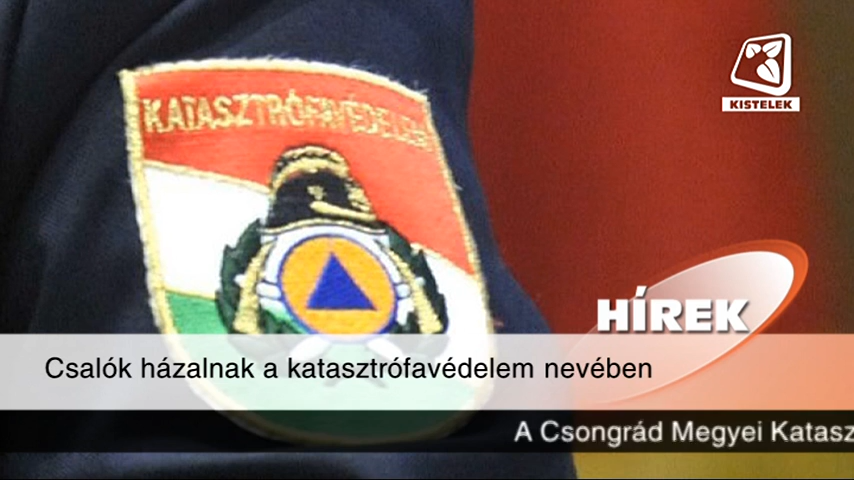 KISTELEK
KATASZTRÓFAVÉDELEM
HÍREK
Csalók házalnak a katasztrófavédelem nevében
A Csongrád Megyei Katasz